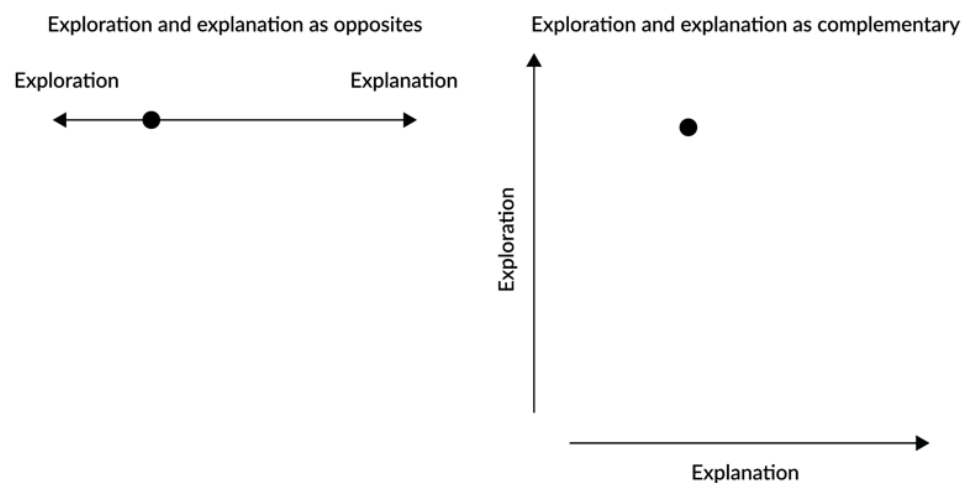 Exploration and explanation as opposites
Exploration
Explanation
Exploration and explanation as complementary
Exploration
Explanation